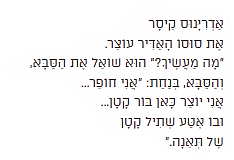 אַדְרִיָּנוּס קֵיסָר
אֶת סוּסוֹ הָאַדִּיר עוֹצֵר.
"מָה מַעֲשֶׂיךָ?" הוּא שׁוֹאֵל אֶת הַסַּבָּא,
וְהַסַּבָּא, בְּנַחַת: "אֲנִי חוֹפֵר...
אֲנִי יוֹצֵר כָּאן בּוֹר קָטָן...
וּבוֹ אֶטַּע שְׁתִיל קָטָן
שֶׁל תְּאֵנָה."